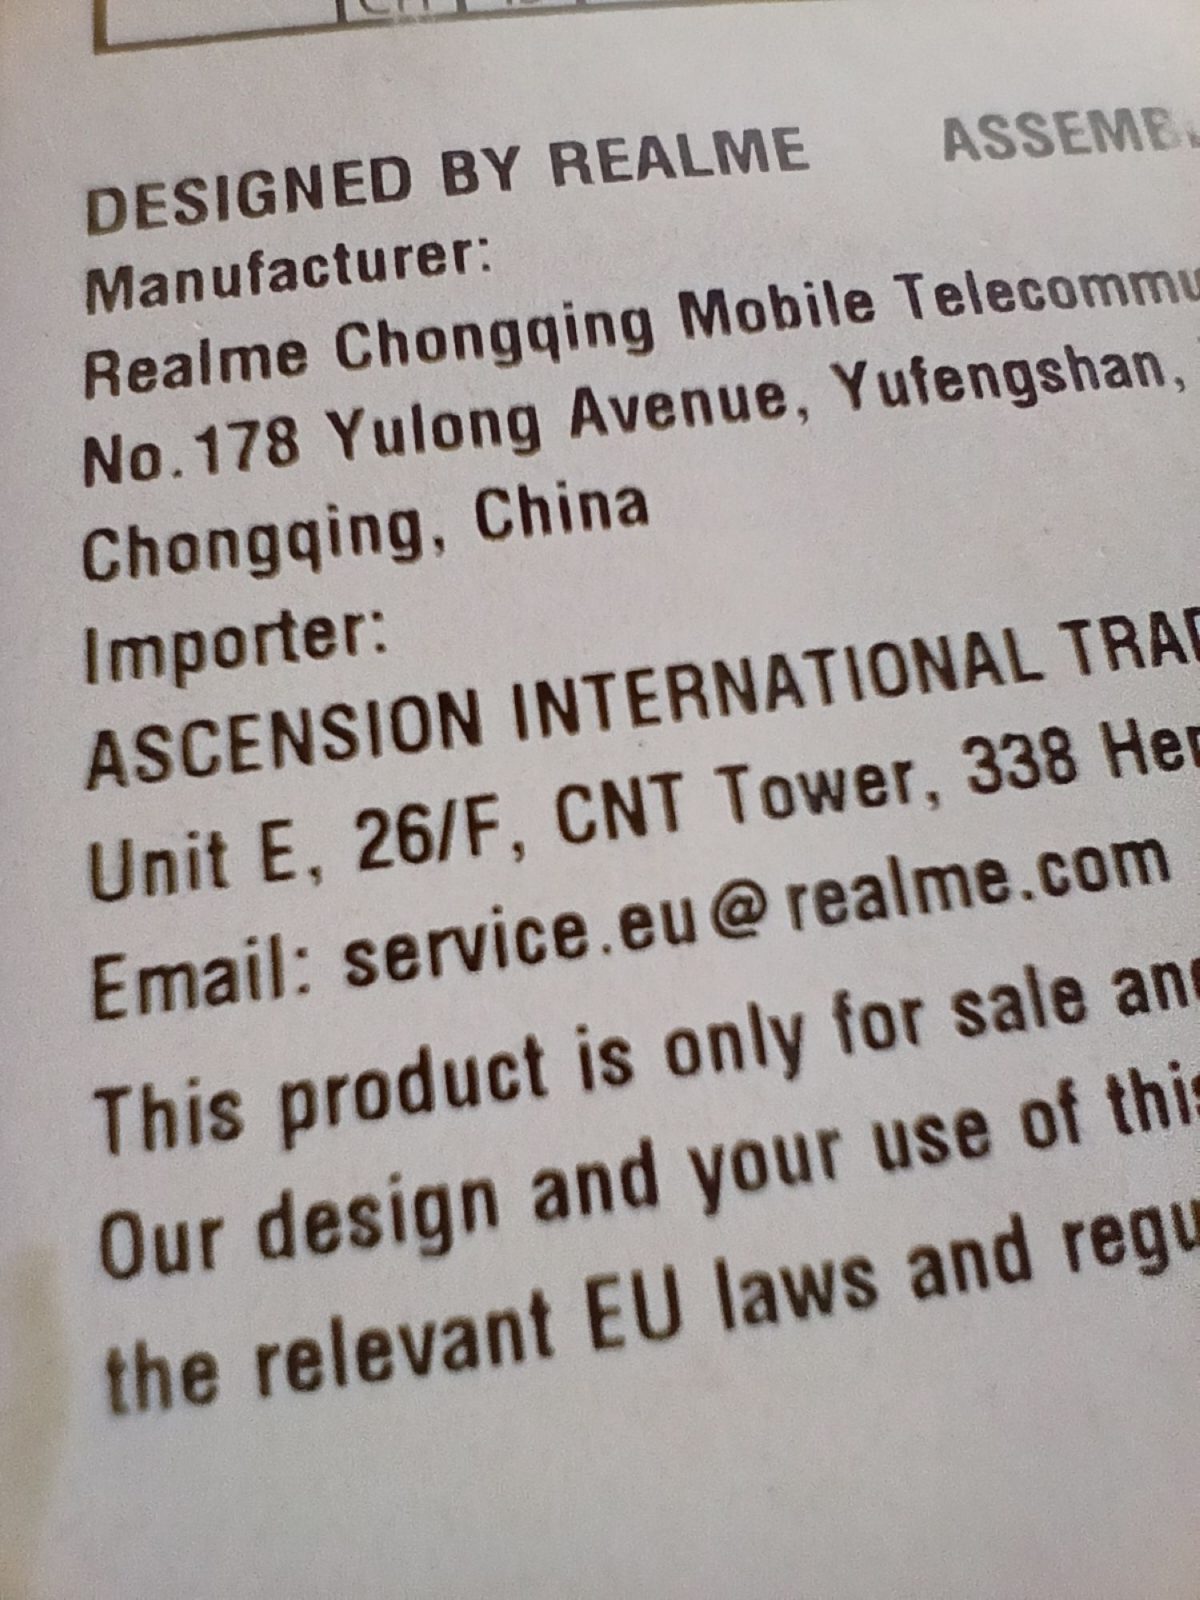 DESIGNED BY REALME
Manufacturer:
Realme Chongqing Mobile
No.178 Yulong Avenue, Yufengshan,
Chongqing, China
Importer:
ASCENSION INTERNATIONAL
Unit E, 26/F, CNT Tower, 338
Email: service.eu@realme.com
This product is only for sale
Our design and your use of
the relevant EU laws and